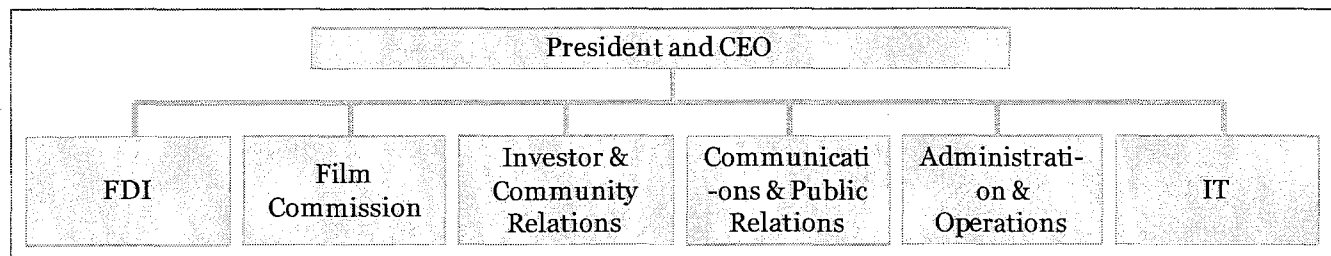 President and CEO
FDI
Film
Commission
Investor &
Community
Relations
Communicati
-ons & Public
Relations
Administrati-
on &
Operations
IT